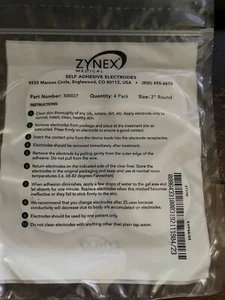 ZYNEX
MEDICAL
SELF ADHESIVE ELECTRODES
9555 Maroon Circle, Englewood, CO 80112, USA • (800) 495-6670
Part Number: 300027 Quantity: 4 Pack Size: 2" Round
INSTRUCTIONS
Clean skin thoroughly of any oils, lotions, dirt, etc. Apply electrode only to
normal, intact, clean, healthy skin.
Remove electrodes from package and place at the treatment site as
instructed. Press firmly on electrode to ensure a good contact.
Insert the connector pins from the device leads into the electrode receptacles.
Turn device off before applying or removing electrodes.
Remove the electrode by pulling gently from the outer edge of the
adhesive. Do not pull from the wire.
Return electrodes on the indicated side of the clear liner. Store the
electrodes in the original packaging and keep use at normal room
temperatures (i.e. 65-82 degrees Fahrenheit)
When adhesion diminishes, apply a few drops of water to the gel area and
let absorb for one minute. Replace electrodes when this method becomes
ineffective or they fail to stick firmly to the skin.
We recommend that you change electrodes after 25 uses because
conductivity will decrease due to body oils accumulated on electrodes.
Electrodes should be used by one patient only.
Do not clean electrodes with anything other than plain tap water.